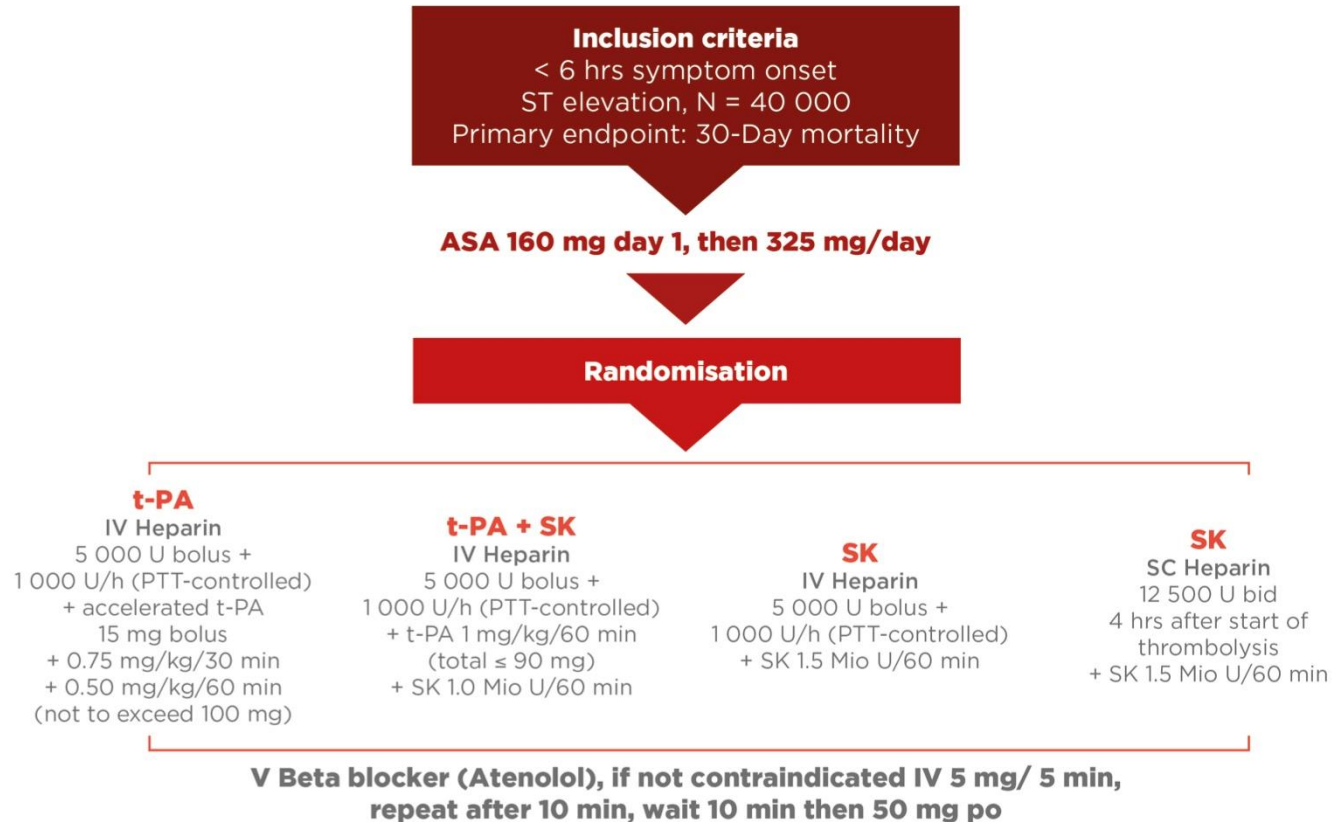 Inclusion criteria
< 6 hrs symptom onset
ST elevation, N = 40 000
Primary endpoint: 30-Day mortality
ASA 160 mg day 1, then 325 mg/day
Randomisation
t-PA
IV Heparin
5 000 U bolus +
1 000 U/h (PTT-controlled)
+ accelerated t-PA
15 mg bolus
+ 0.75 mg/kg/30 min
+ 0.50 mg/kg/60 min
(not to exceed 100 mg)
t-PA + SK
IV Heparin
5 000 U bolus +
1 000 U/h (PTT-controlled)
+ t-PA 1 mg/kg/60 min
(total ≤ 90 mg)
+ SK 1.0 Mio U/60 min
SK
IV Heparin
5 000 U bolus +
1 000 U/h (PTT-controlled)
+ SK 1.5 Mio U/60 min
SK
SC Heparin
12 500 U bid
4 hrs after start of
thrombolysis
+ SK 1.5 Mio U/60 min
V Beta blocker (Atenolol), if not contraindicated IV 5 mg/ 5 min,
repeat after 10 min, wait 10 min then 50 mg po